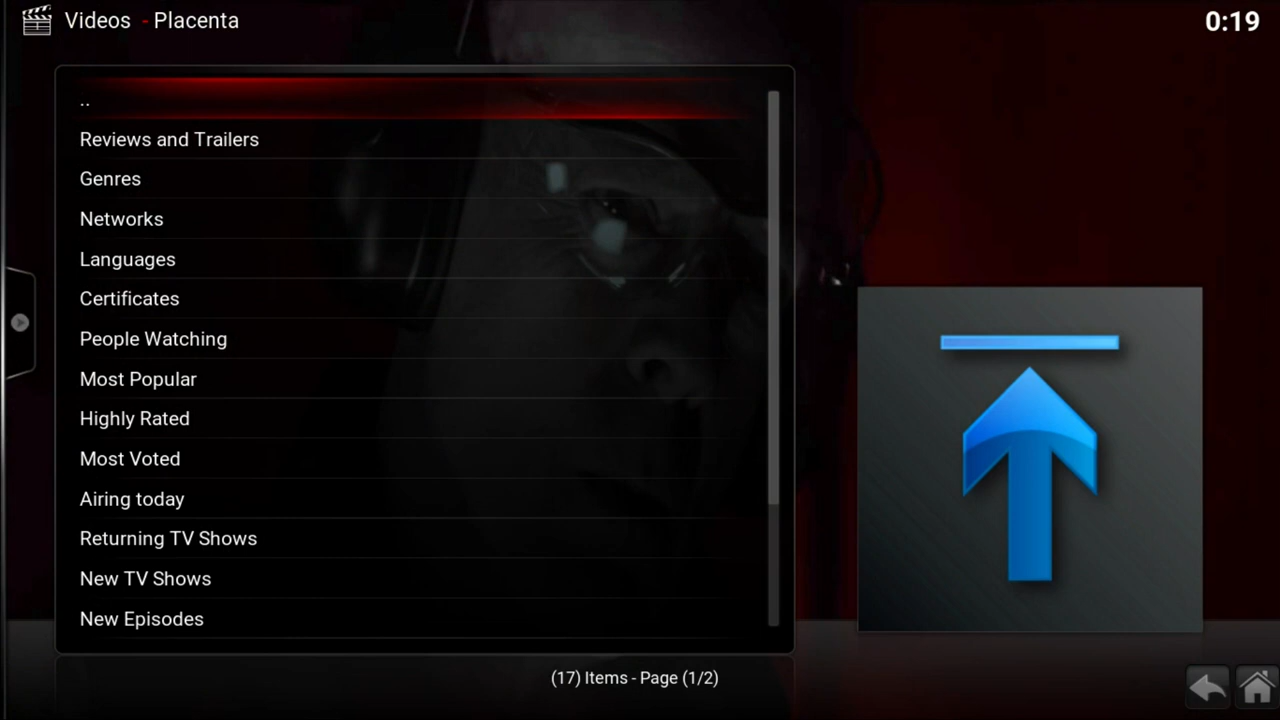 Videos - Placenta
0:19
..
Reviews and Trailers
Genres
Networks
Languages
Certificates
People Watching
Most Popular
Highly Rated
Most Voted
Airing today
Returning TV Shows
New TV Shows
New Episodes
(17) Items - Page (1/2)